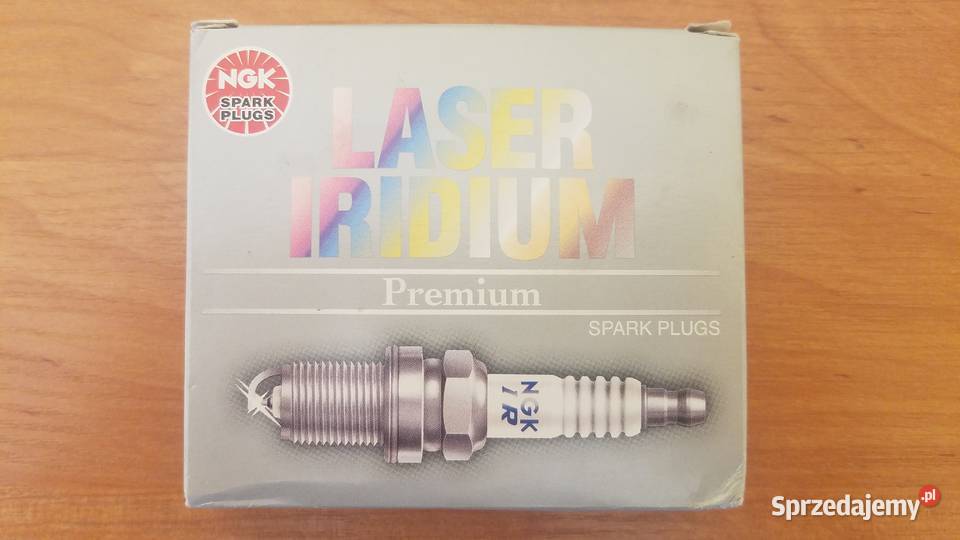 NGK
SPARK
PLUGS
LASER
IRIDIUM
Premium
SPARK PLUGS
NGK
IR
Sprzedajemy.pl